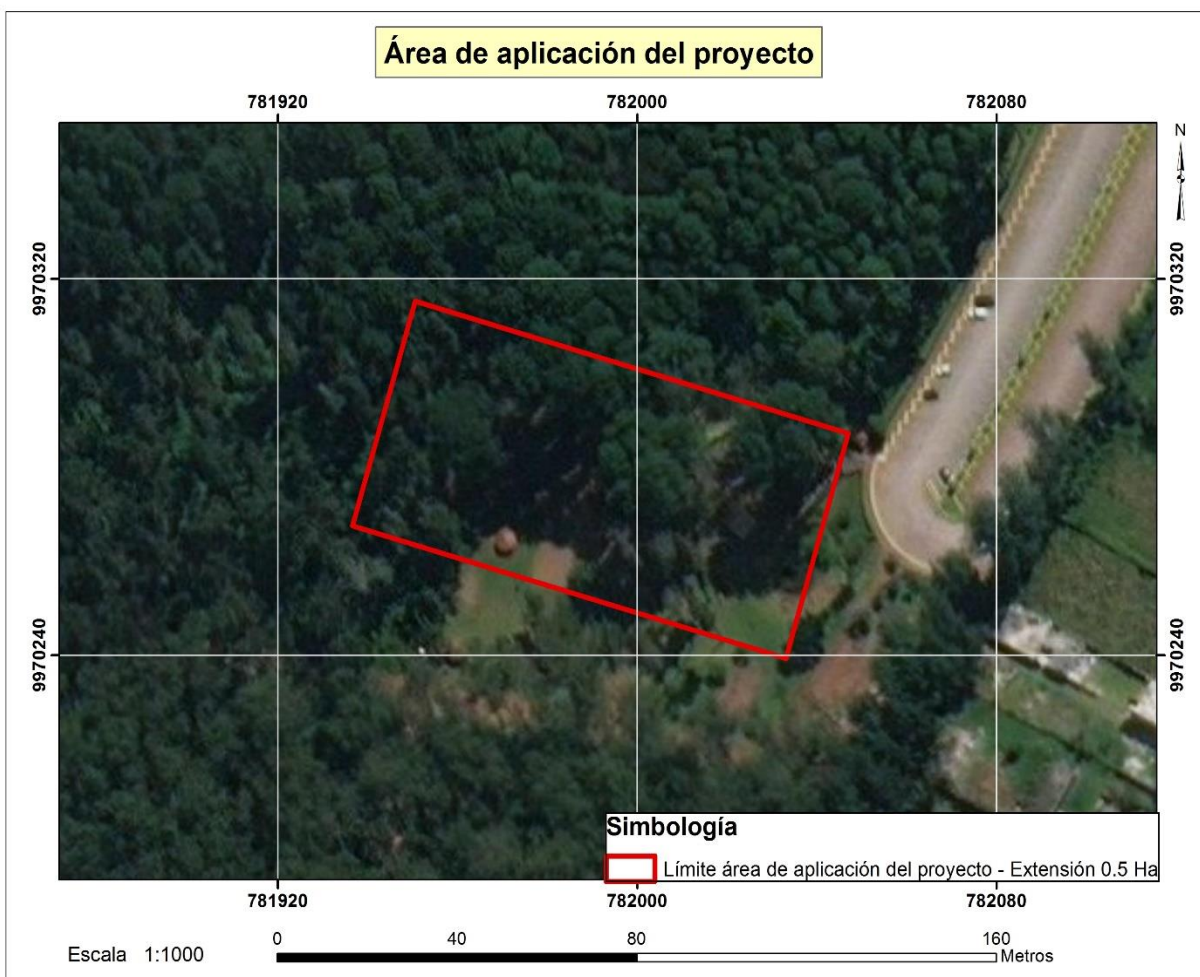 Área de aplicación del proyecto
781920 782000 782080
N
9970320 9970320
9970240 9970240
Simbología
Límite área de aplicación del proyecto - Extensión 0.5 Ha
781920 782000 782080
Escala 1:1000
0 40 80 160
Metros